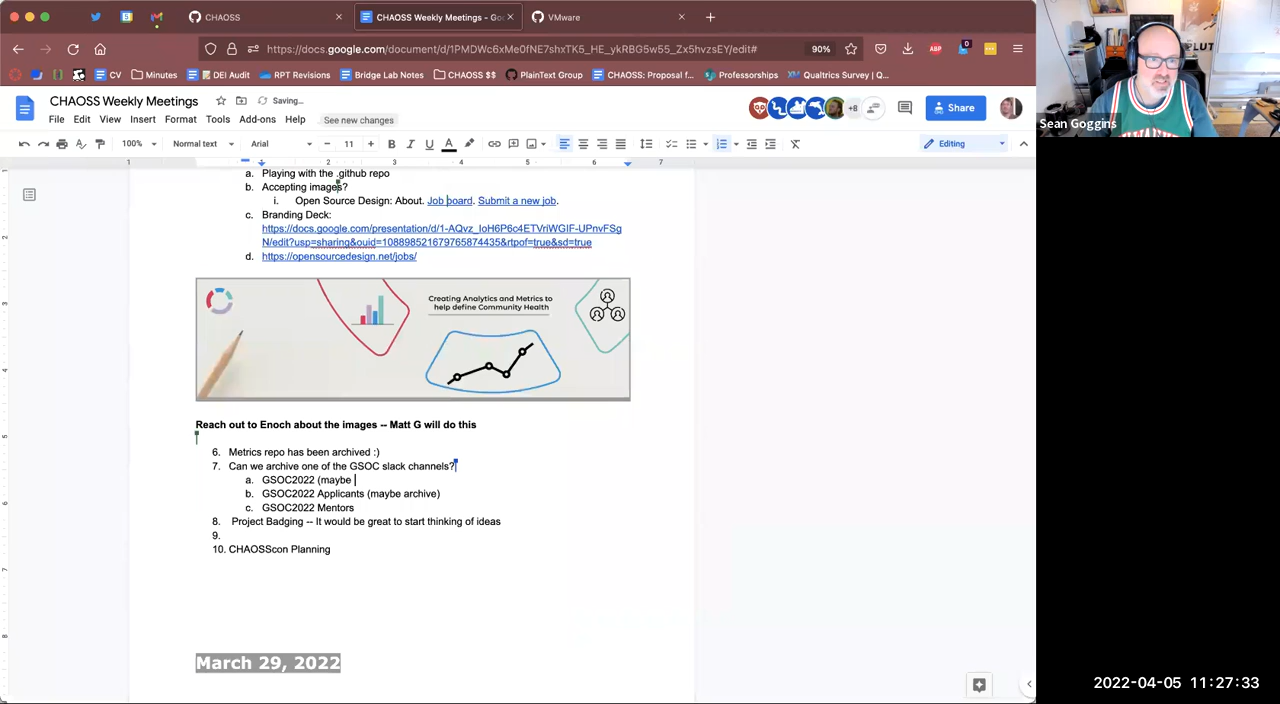 CHAOSS
CHAOSS Weekly Meetings - Goo
VMware
https://docs.google.com/document/d/1PMDWc6xMe0fNE7shxTK5_HE_ykRBG5w55_Zx5hvzsEY/edit#
90%
CV
Minutes
DEI Audit
RPT Revisions
Bridge Lab Notes
CHAOSS $$
PlainText Group
CHAOSS: Proposal f...
Professorships
Qualtrics Survey | Q...
CHAOSS Weekly Meetings
Saving...
+8
Share
File Edit View Insert Format Tools Add-ons Help See new changes
100% Normal text Arial 11 Editing
a. Playing with the .github repo
b. Accepting images?
i. Open Source Design: About. Job board. Submit a new job.
c. Branding Deck:
https://docs.google.com/presentation/d/1-AQvz_IoH6P6c4ETVriWGIF-UPnvFSg
N/edit?usp=sharing&ouid=108898521679765874435&rtpof=true&sd=true
d. https://opensourcedesign.net/jobs/
Creating Analytics and Metrics to
help define Community Health
Reach out to Enoch about the images -- Matt G will do this
6. Metrics repo has been archived :)
7. Can we archive one of the GSOC slack channels?
a. GSOC2022 (maybe
b. GSOC2022 Applicants (maybe archive)
c. GSOC2022 Mentors
8. Project Badging -- It would be great to start thinking of ideas
9.
10. CHAOSScon Planning
March 29, 2022
Sean Goggins
2022-04-05 11:27:33